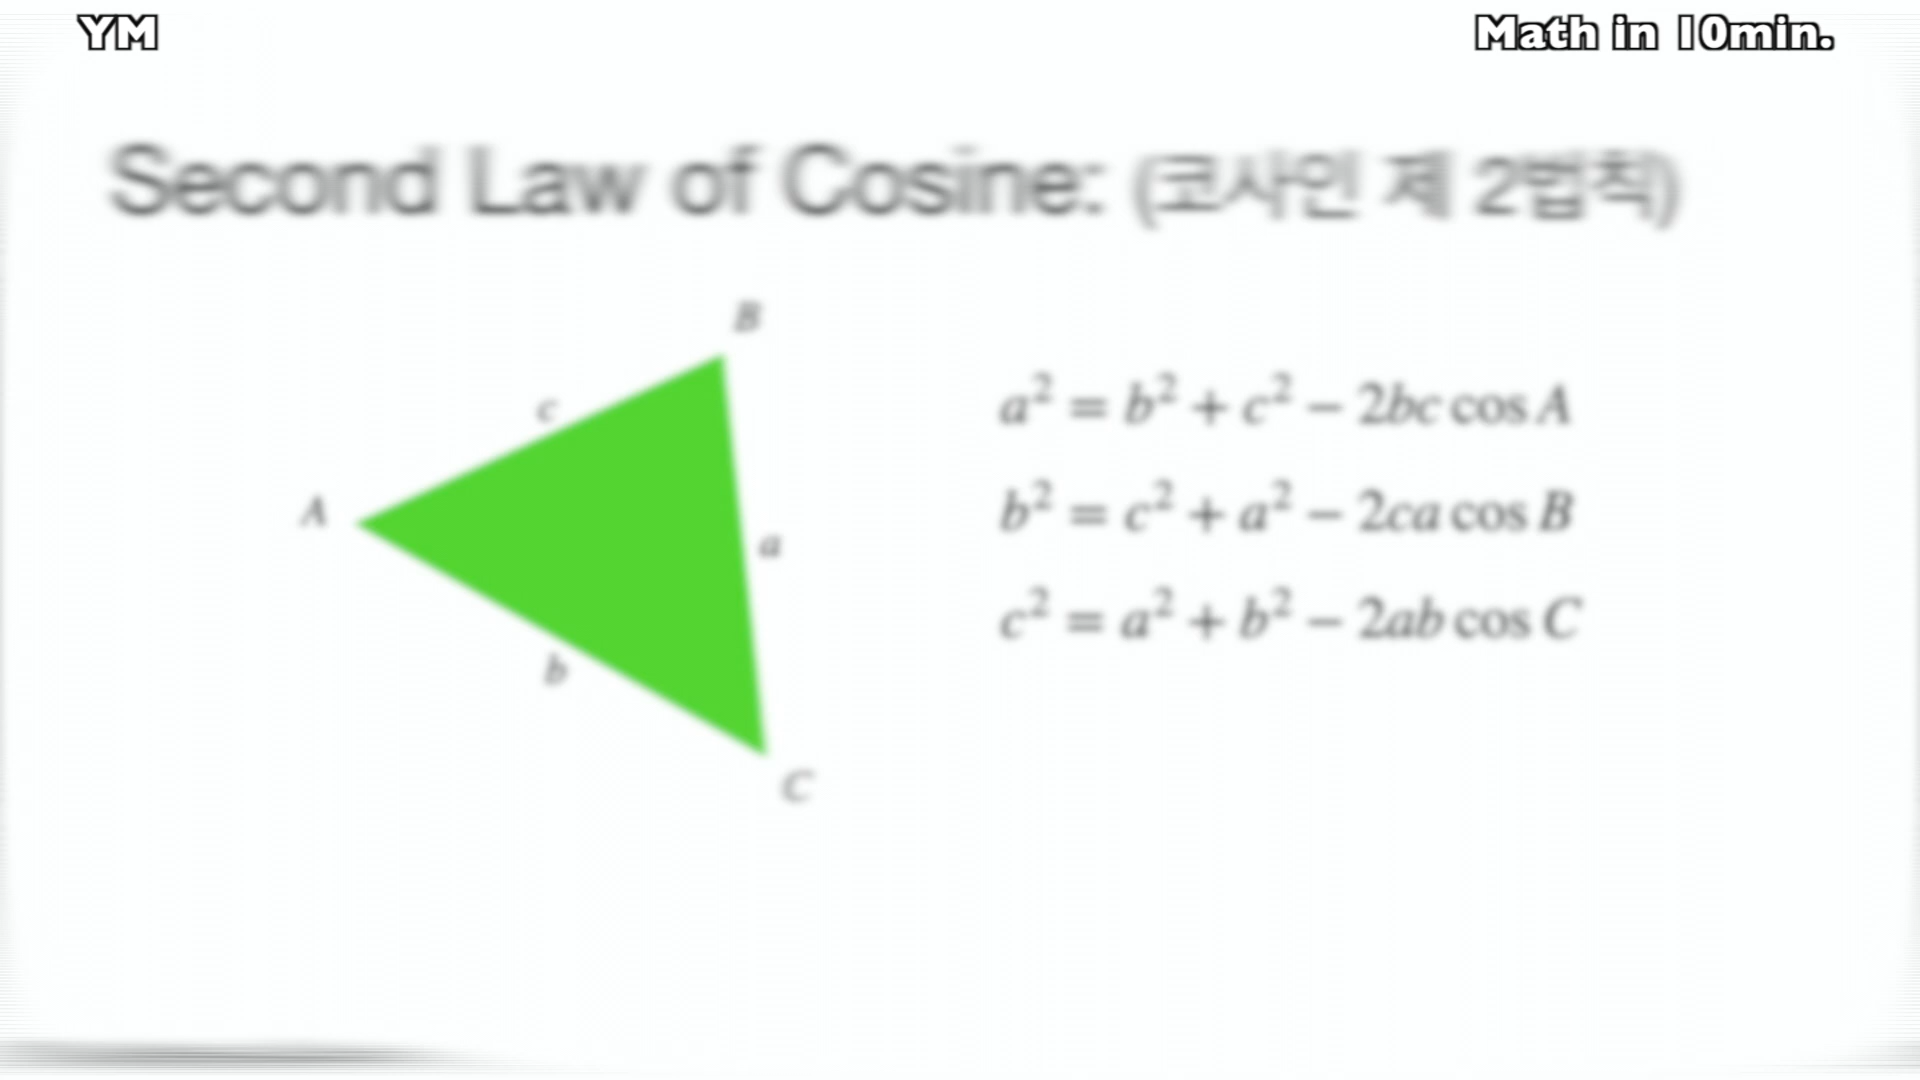 YM
Math in 10min.
Second Law of Cosine: (코사인 제 2법칙)
B
c
a² = b² + c² − 2bc cos A
A
b² = c² + a² − 2ca cos B
a
c² = a² + b² − 2ab cos C
b
C